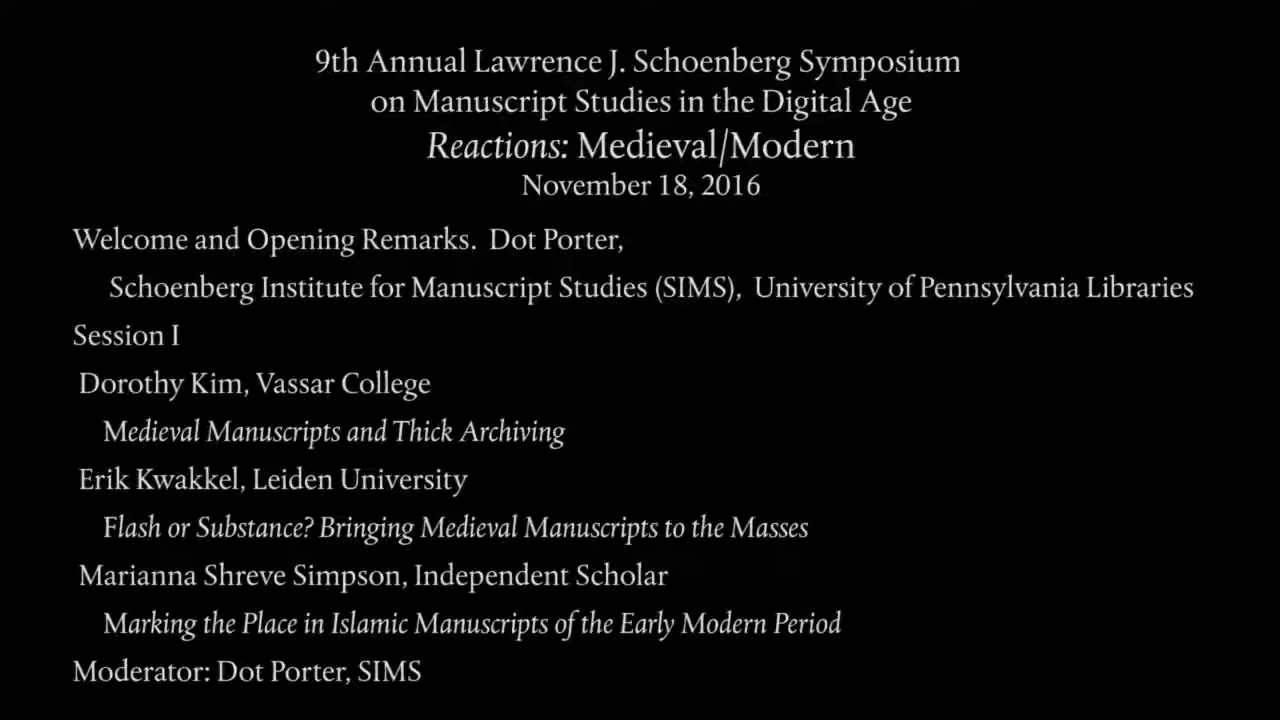 9th Annual Lawrence J. Schoenberg Symposium
on Manuscript Studies in the Digital Age
Reactions: Medieval/Modern
November 18, 2016
Welcome and Opening Remarks. Dot Porter,
Schoenberg Institute for Manuscript Studies (SIMS), University of Pennsylvania Libraries
Session I
Dorothy Kim, Vassar College
Medieval Manuscripts and Thick Archiving
Erik Kwakkel, Leiden University
Flash or Substance? Bringing Medieval Manuscripts to the Masses
Marianna Shreve Simpson, Independent Scholar
Marking the Place in Islamic Manuscripts of the Early Modern Period
Moderator: Dot Porter, SIMS